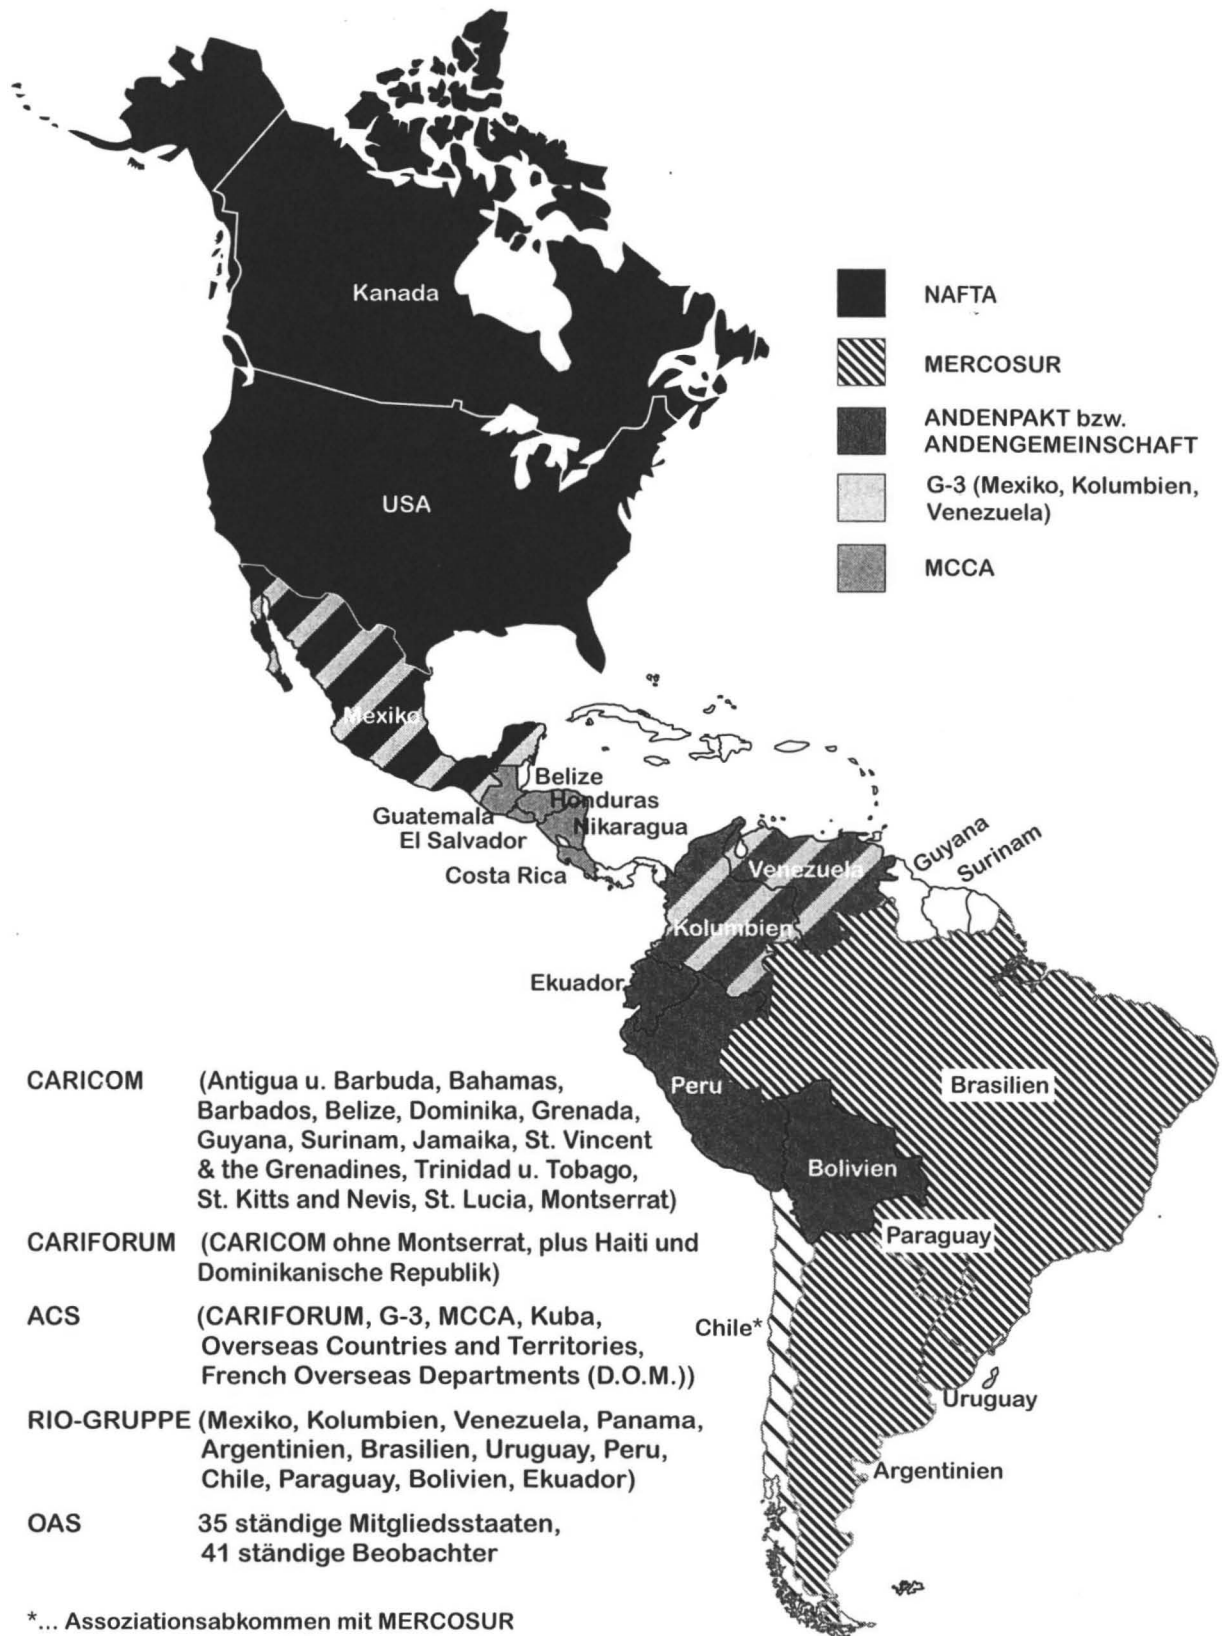 Kanada
USA
Mexiko
NAFTA
MERCOSUR
ANDENPAKT bzw.
ANDENGEMEINSCHAFT
G-3 (Mexiko, Kolumbien,
Venezuela)
MCCA
Belize
Honduras
Guatemala
Nikaragua
El Salvador
Costa Rica
Venezuela
Guyana
Surinam
Kolumbien
Ekuador
Peru
Brasilien
Bolivien
Paraguay
Chile*
Uruguay
Argentinien
CARICOM (Antigua u. Barbuda, Bahamas,
Barbados, Belize, Dominika, Grenada,
Guyana, Surinam, Jamaika, St. Vincent
& the Grenadines, Trinidad u. Tobago,
St. Kitts and Nevis, St. Lucia, Montserrat)
CARIFORUM (CARICOM ohne Montserrat, plus Haiti und
Dominikanische Republik)
ACS (CARIFORUM, G-3, MCCA, Kuba,
Overseas Countries and Territories,
French Overseas Departments (D.O.M.))
RIO-GRUPPE (Mexiko, Kolumbien, Venezuela, Panama,
Argentinien, Brasilien, Uruguay, Peru,
Chile, Paraguay, Bolivien, Ekuador)
OAS 35 ständige Mitgliedsstaaten,
41 ständige Beobachter
*... Assoziationsabkommen mit MERCOSUR